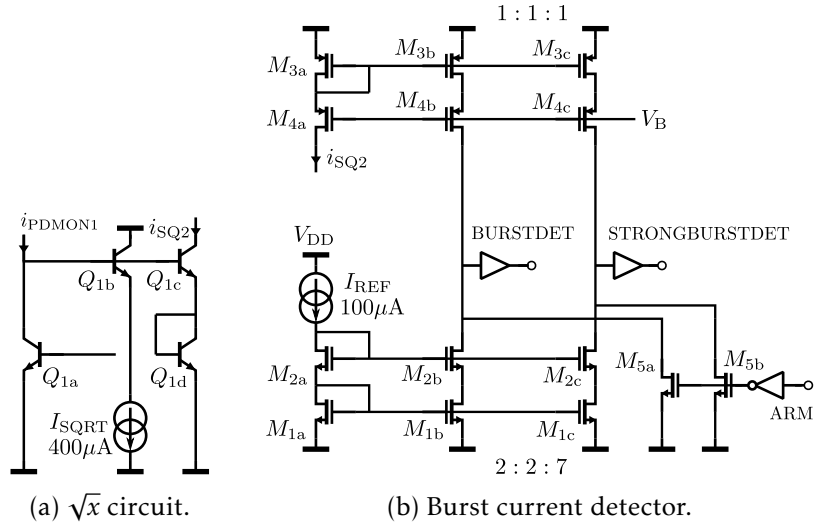 1 : 1 : 1
M3a
M3b
M3c
M4a
M4b
M4c
VB
iSQ2
iPDMON1
iSQ2
Q1b
Q1c
Q1a
Q1d
ISQRT
400μA
VDD
IREF
100μA
BURSTDET
STRONGBURSTDET
M2a
M2b
M2c
M5a
M5b
M1a
M1b
M1c
ARM
2 : 2 : 7
(a) √x circuit.
(b) Burst current detector.